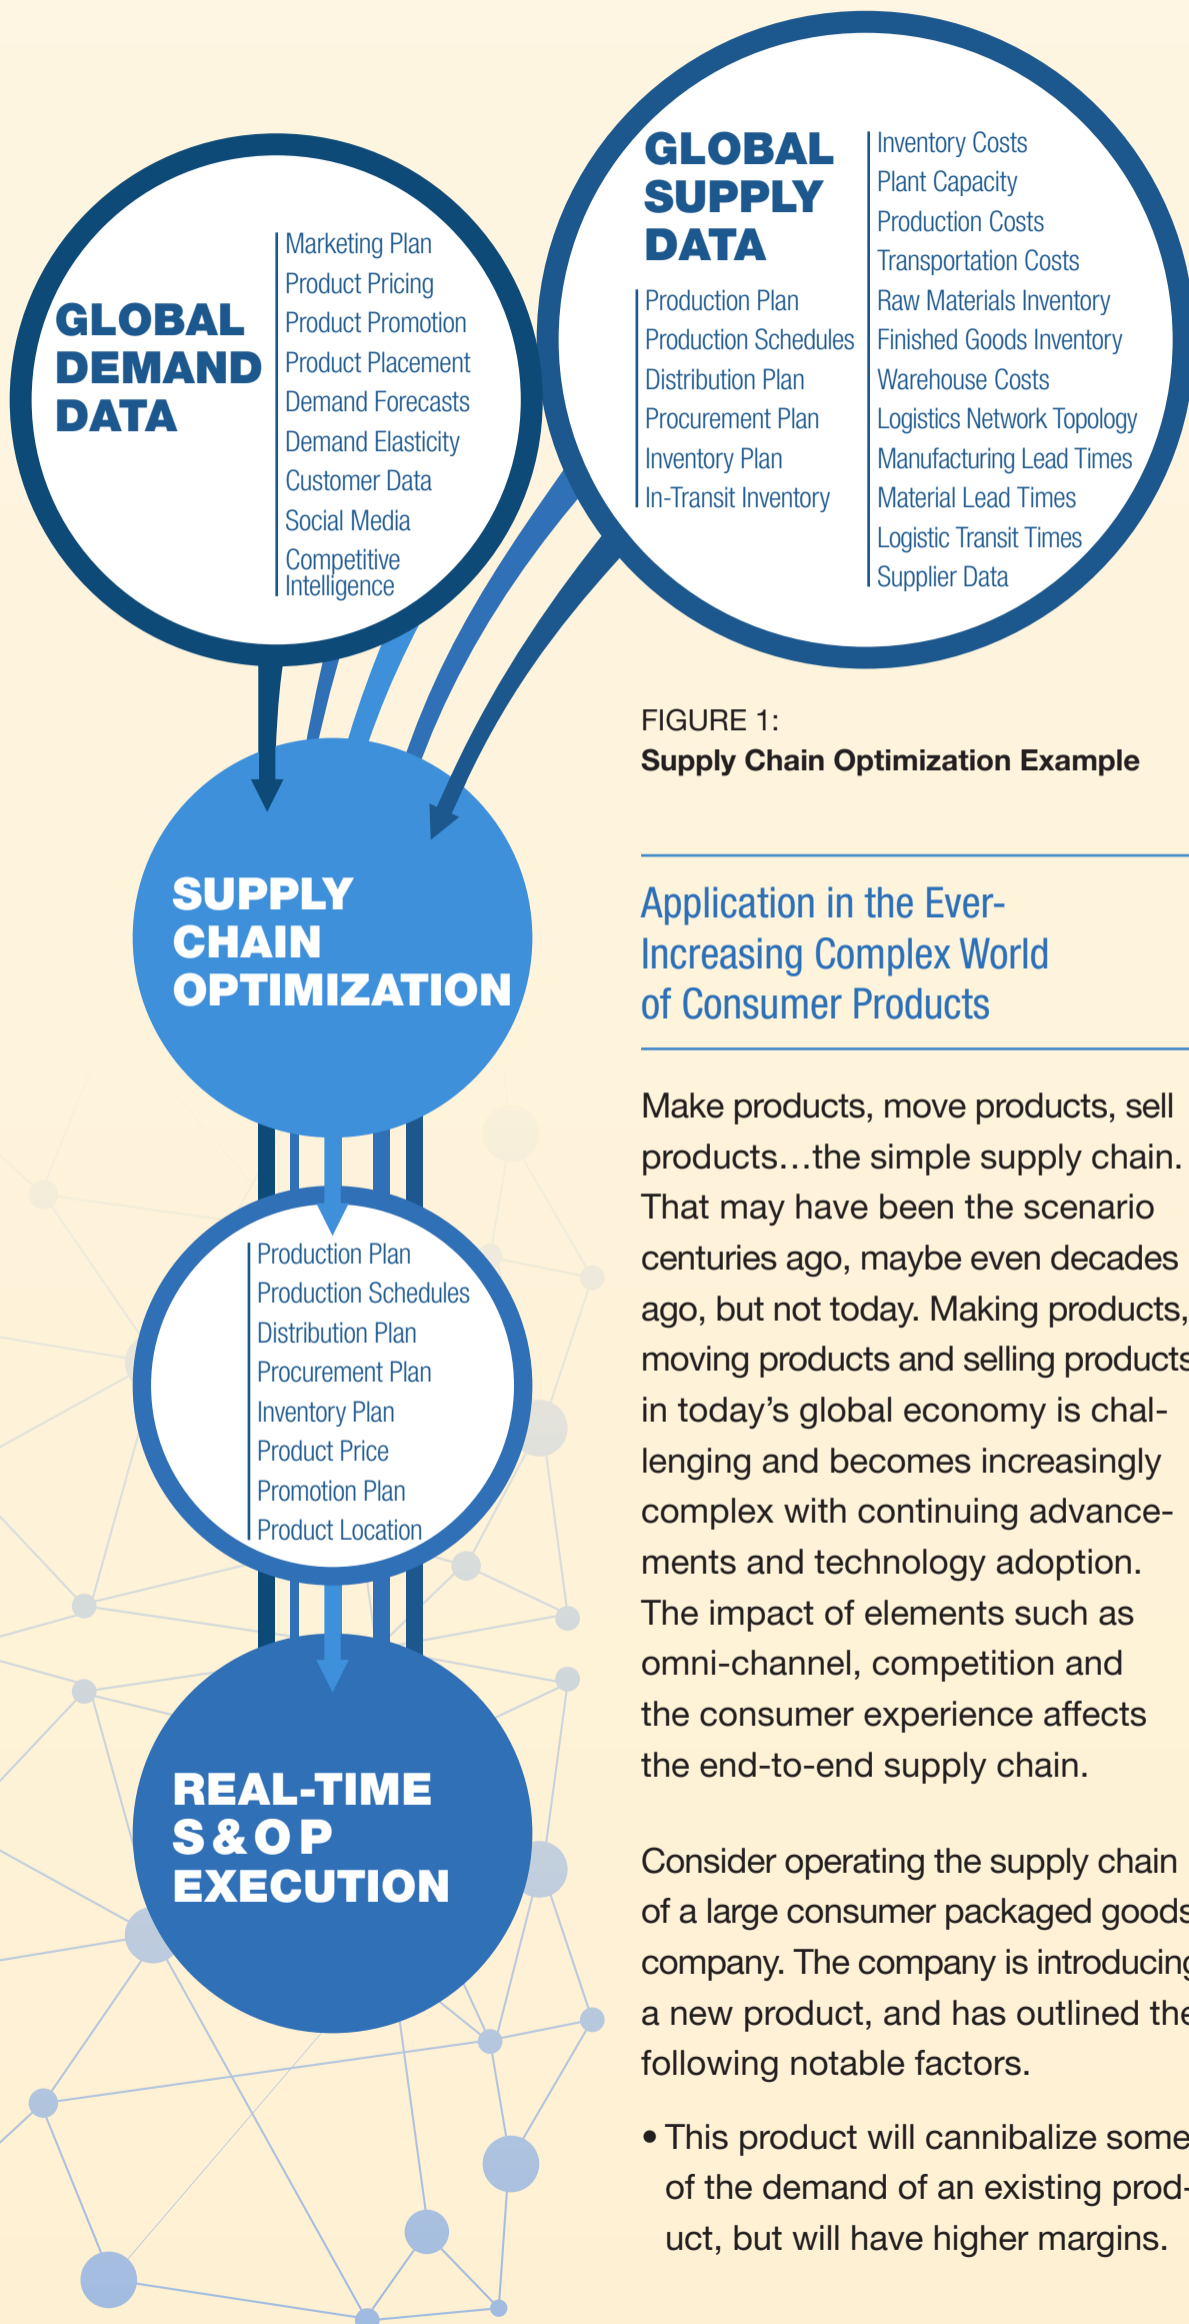 GLOBAL
DEMAND
DATA
Marketing Plan
Product Pricing
Product Promotion
Product Placement
Demand Forecasts
Demand Elasticity
Customer Data
Social Media
Competitive
Intelligence
GLOBAL
SUPPLY
DATA
Production Plan
Production Schedules
Distribution Plan
Procurement Plan
Inventory Plan
In-Transit Inventory
Inventory Costs
Plant Capacity
Production Costs
Transportation Costs
Raw Materials Inventory
Finished Goods Inventory
Warehouse Costs
Logistics Network Topology
Manufacturing Lead Times
Material Lead Times
Logistic Transit Times
Supplier Data
SUPPLY
CHAIN
OPTIMIZATION
Production Plan
Production Schedules
Distribution Plan
Procurement Plan
Inventory Plan
Product Price
Promotion Plan
Product Location
REAL-TIME
S&OP
EXECUTION
FIGURE 1:
Supply Chain Optimization Example
Application in the Ever-
Increasing Complex World
of Consumer Products
Make products, move products, sell
products…the simple supply chain.
That may have been the scenario
centuries ago, maybe even decades
ago, but not today. Making products,
moving products and selling products
in today’s global economy is chal-
lenging and becomes increasingly
complex with continuing advance-
ments and technology adoption.
The impact of elements such as
omni-channel, competition and
the consumer experience affects
the end-to-end supply chain.
Consider operating the supply chain
of a large consumer packaged goods
company. The company is introducing
a new product, and has outlined the
following notable factors.
• This product will cannibalize some
of the demand of an existing prod-
uct, but will have higher margins.